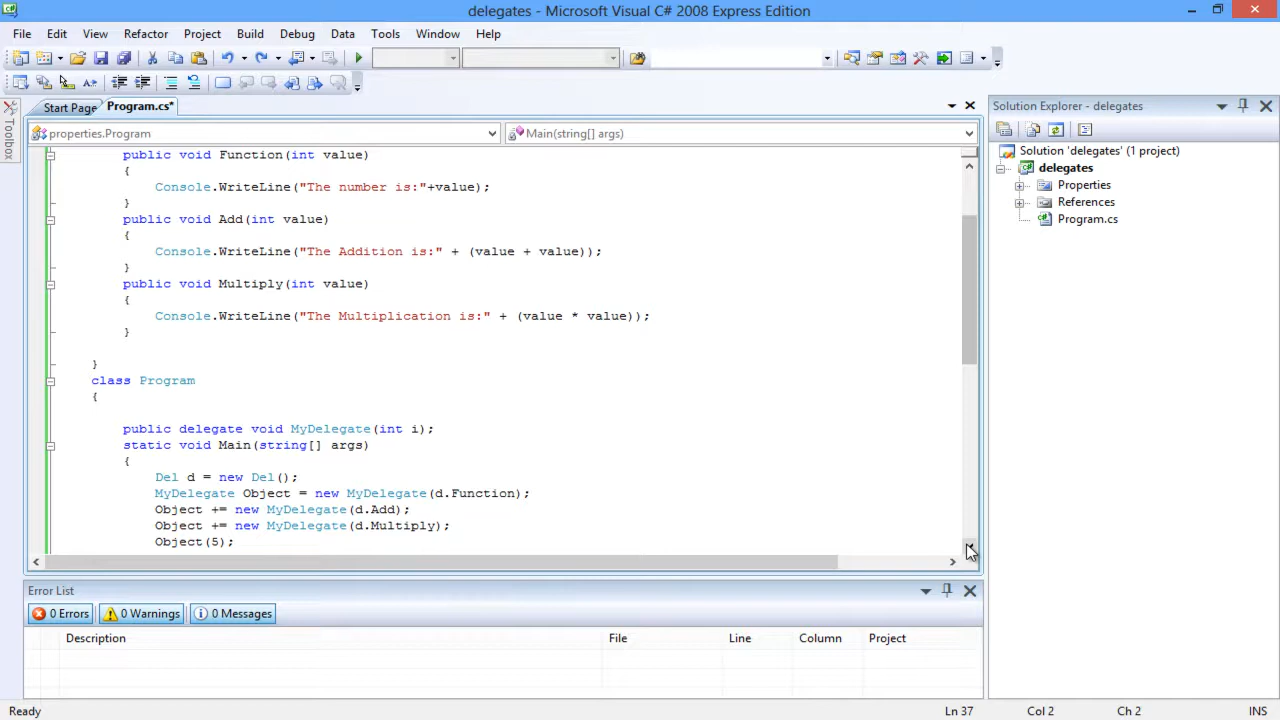 delegates - Microsoft Visual C# 2008 Express Edition
File Edit View Refactor Project Build Debug Data Tools Window Help
Start Page Program.cs*
properties.Program Main(string[] args)
Toolbox
public void Function(int value)
{
Console.WriteLine("The number is:"+value);
}
public void Add(int value)
{
Console.WriteLine("The Addition is:" + (value + value));
}
public void Multiply(int value)
{
Console.WriteLine("The Multiplication is:" + (value * value));
}
}
class Program
{
public delegate void MyDelegate(int i);
static void Main(string[] args)
{
Del d = new Del();
MyDelegate Object = new MyDelegate(d.Function);
Object += new MyDelegate(d.Add);
Object += new MyDelegate(d.Multiply);
Object(5);
Solution Explorer - delegates
Solution 'delegates' (1 project)
delegates
Properties
References
Program.cs
Error List
0 Errors 0 Warnings 0 Messages
Description File Line Column Project
Ready Ln 37 Col 2 Ch 2 INS